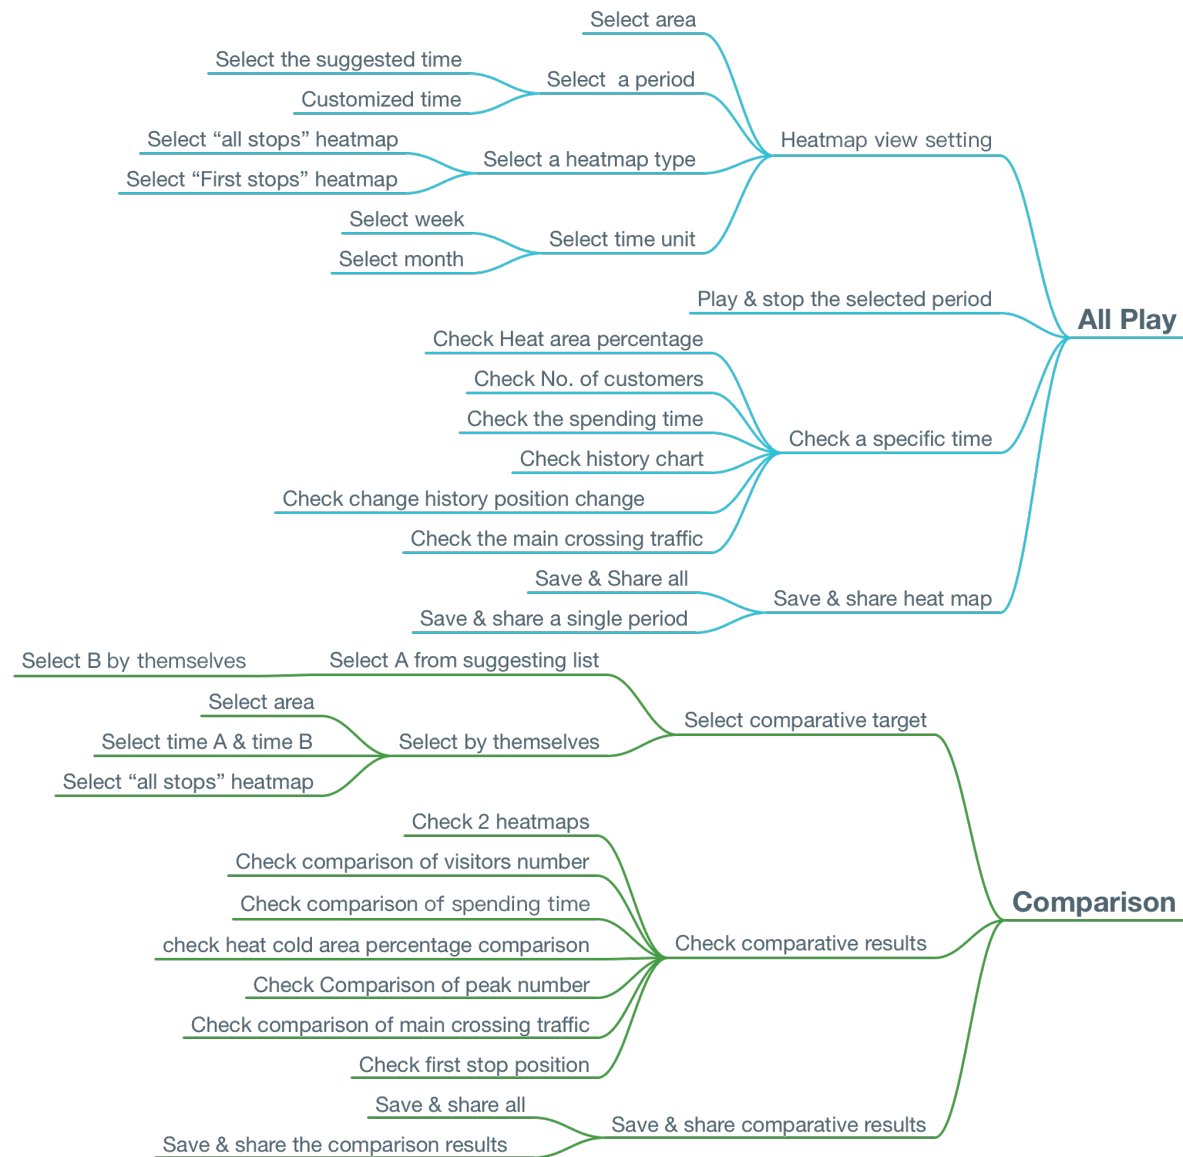 Select area
Select the suggested time
Select a period
Customized time
Select “all stops” heatmap
Heatmap view setting
Select a heatmap type
Select “First stops” heatmap
Select week
Select time unit
Select month
Play & stop the selected period
All Play
Check Heat area percentage
Check No. of customers
Check the spending time
Check a specific time
Check history chart
Check change history position change
Check the main crossing traffic
Save & Share all
Save & share heat map
Save & share a single period
Select B by themselves
Select A from suggesting list
Select area
Select comparative target
Select time A & time B
Select by themselves
Select “all stops” heatmap
Check 2 heatmaps
Check comparison of visitors number
Check comparison of spending time
Comparison
check heat cold area percentage comparison
Check comparative results
Check Comparison of peak number
Check comparison of main crossing traffic
Check first stop position
Save & share all
Save & share comparative results
Save & share the comparison results